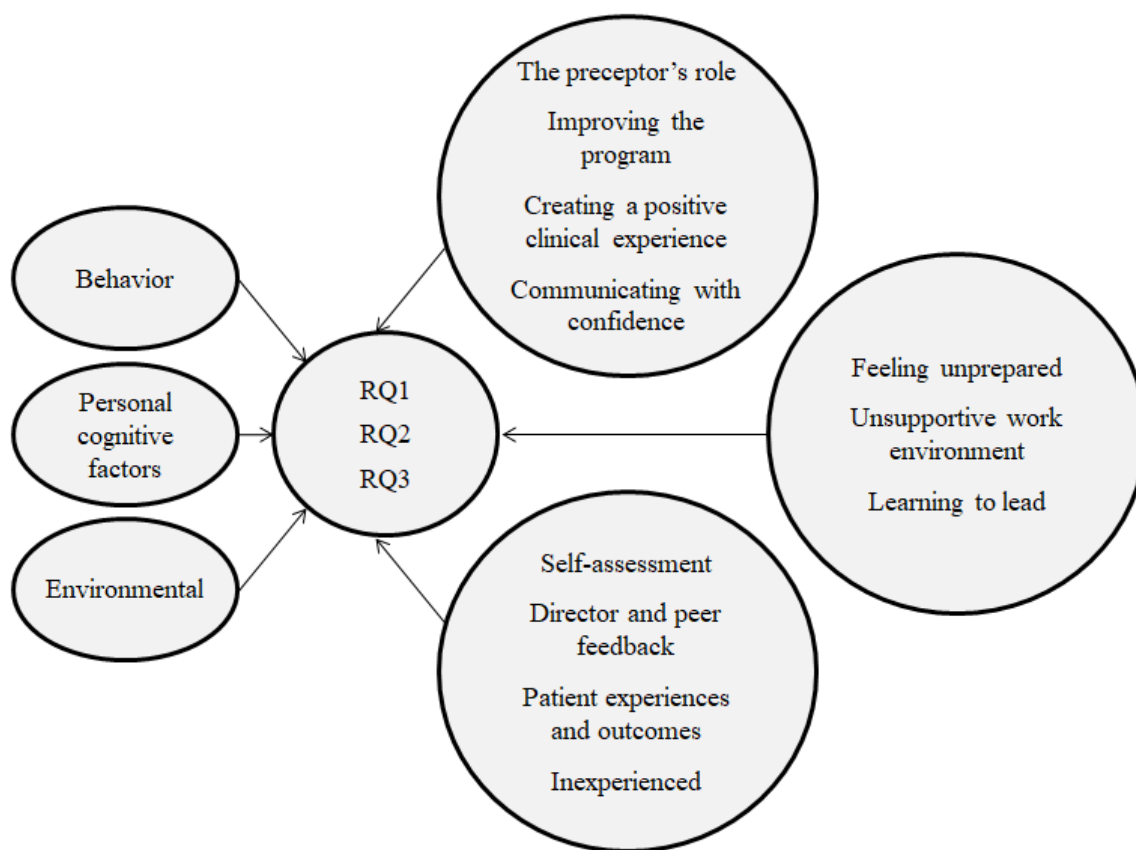 The preceptor's role
Improving the
program
Creating a positive
clinical experience
Communicating with
confidence
Behavior
Personal
cognitive
factors
Environmental
RQ1
RQ2
RQ3
Feeling unprepared
Unsupportive work
environment
Learning to lead
Self-assessment
Director and peer
feedback
Patient experiences
and outcomes
Inexperienced